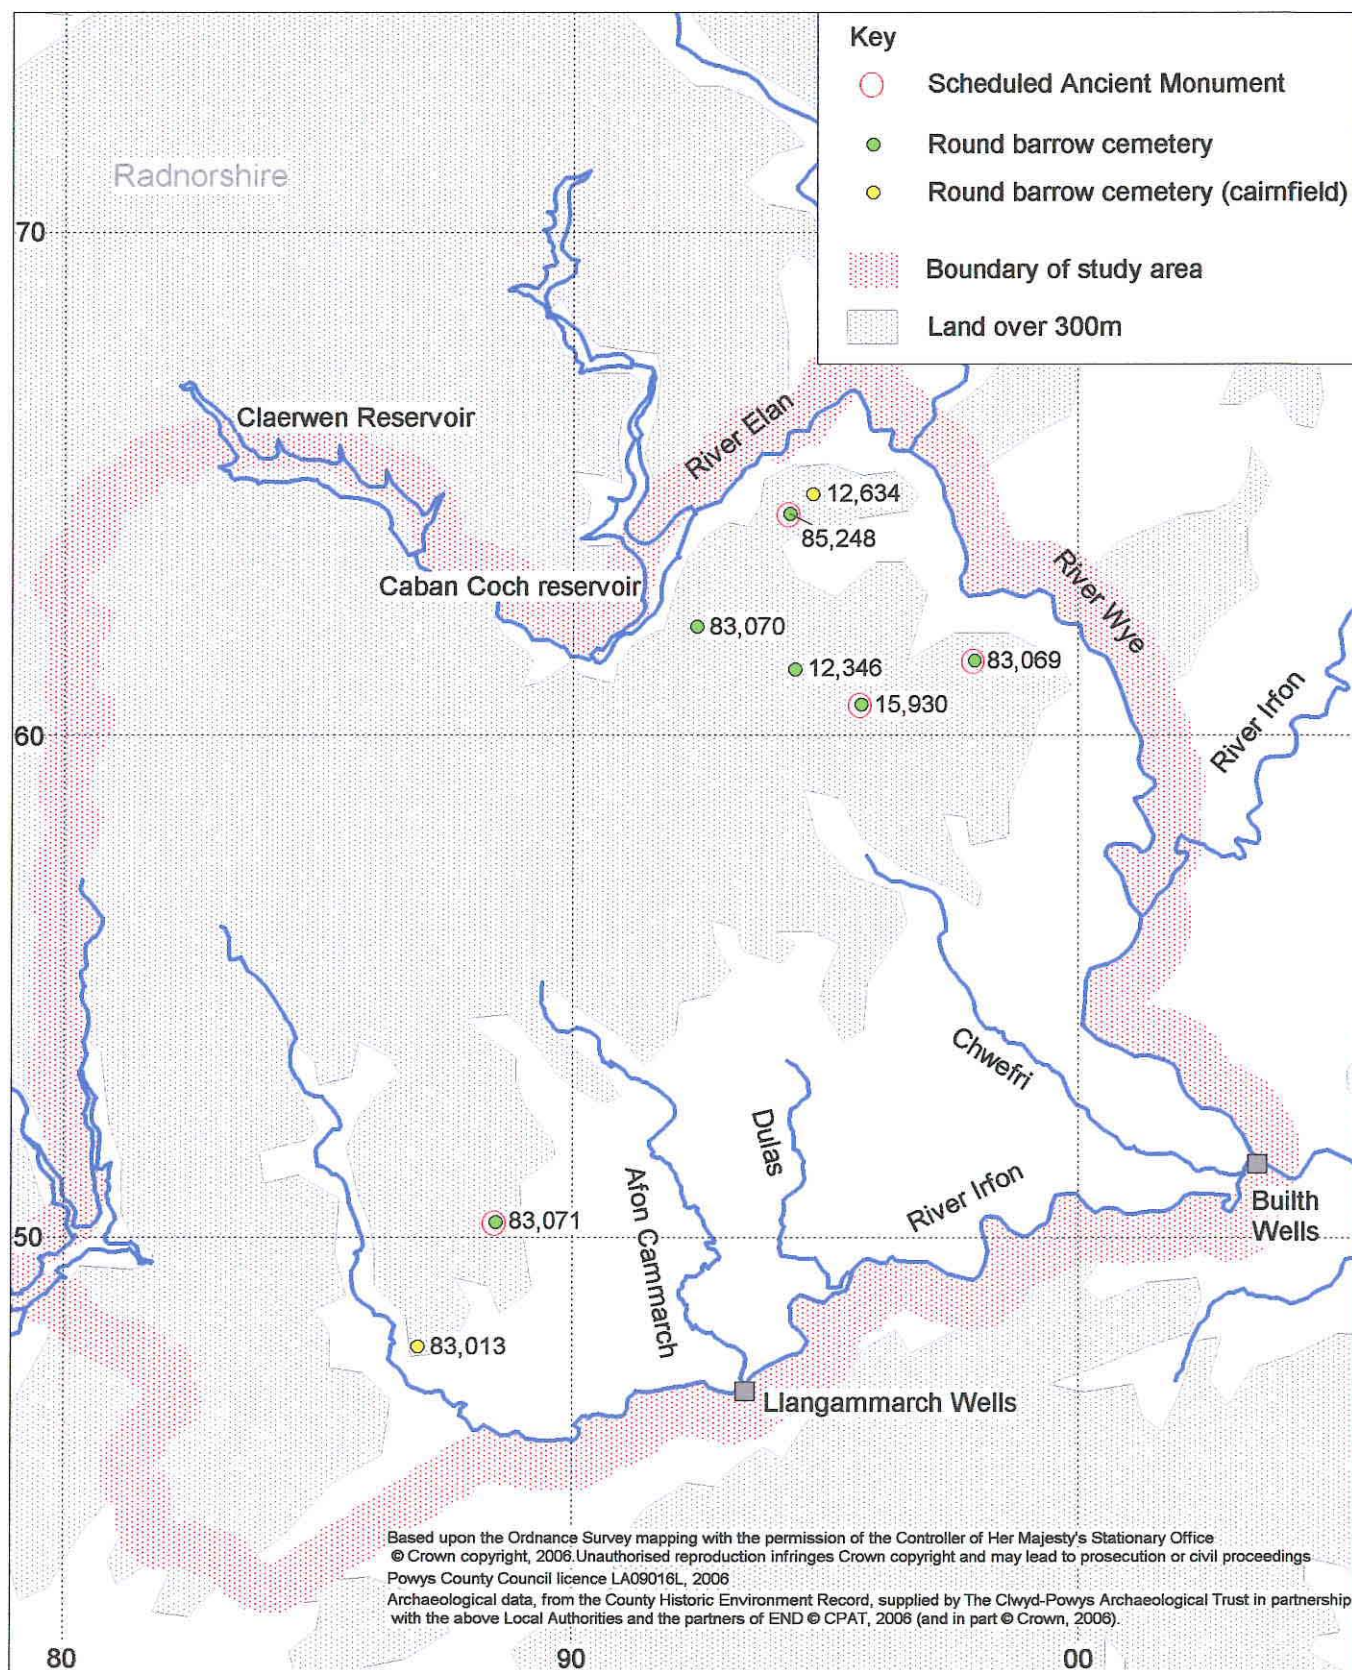 Key
Scheduled Ancient Monument
Round barrow cemetery
Round barrow cemetery (cairnfield)
Boundary of study area
Land over 300m
Radnorshire
70
Claerwen Reservoir
River Elan
12,634
85,248
Caban Coch reservoir
River Wye
83,070
12,346
83,069
15,930
River Irfon
60
Chwefri
Dulas
Afon Cammarch
River Irfon
Builth
Wells
83,071
50
83,013
Llangammarch Wells
Based upon the Ordnance Survey mapping with the permission of the Controller of Her Majesty's Stationary Office
© Crown copyright, 2006.Unauthorised reproduction infringes Crown copyright and may lead to prosecution or civil proceedings
Powys County Council licence LA09016L, 2006
Archaeological data, from the County Historic Environment Record, supplied by The Clwyd-Powys Archaeological Trust in partnership
with the above Local Authorities and the partners of END © CPAT, 2006 (and in part © Crown, 2006).
80
90
00